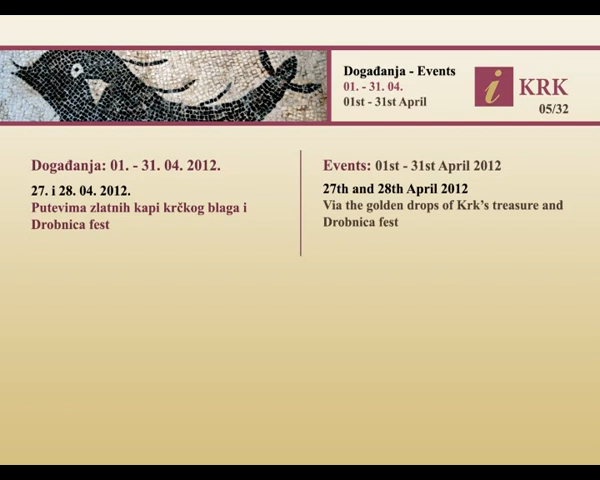 Događanja - Events
01. - 31. 04.
01st - 31st April
i KRK
05/32
Događanja: 01. - 31. 04. 2012.
27. i 28. 04. 2012.
Putevima zlatnih kapi krčkog blaga i
Drobnica fest
Events: 01st - 31st April 2012
27th and 28th April 2012
Via the golden drops of Krk's treasure and
Drobnica fest